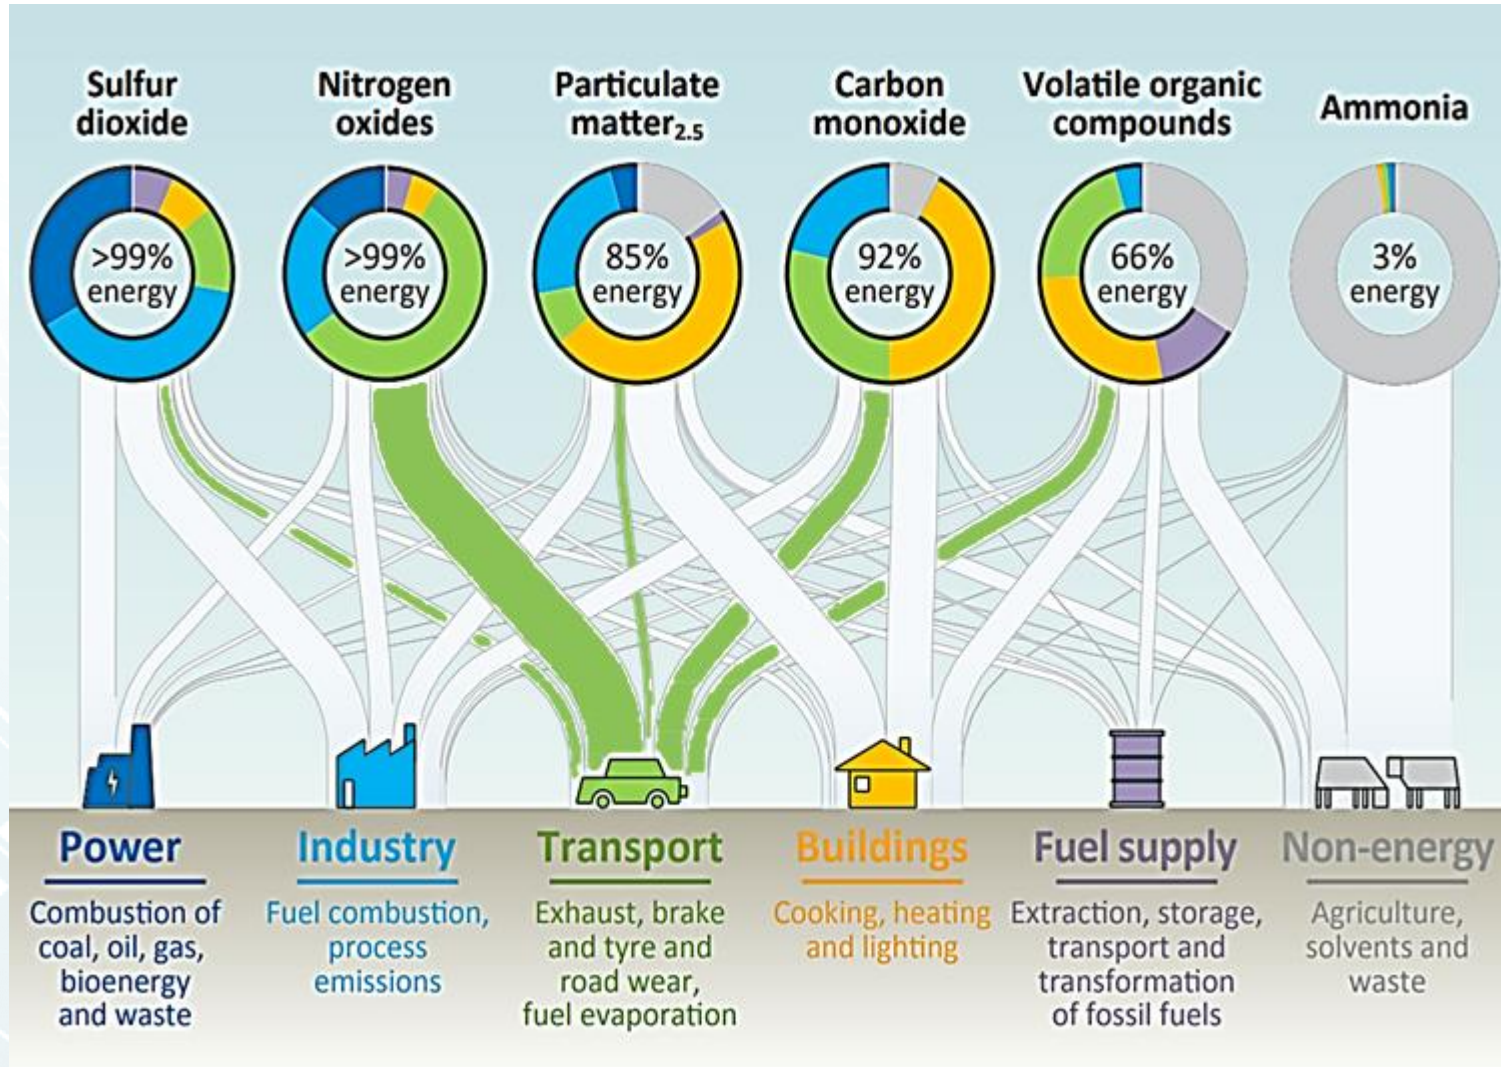 Sulfur
dioxide
Nitrogen
oxides
Particulate
matter2.5
Carbon
monoxide
Volatile organic
compounds
Ammonia
>99%
energy
>99%
energy
85%
energy
92%
energy
66%
energy
3%
energy
Power
Combustion of
coal, oil, gas,
bioenergy
and waste
Industry
Fuel combustion,
process
emissions
Transport
Exhaust, brake
and tyre and
road wear,
fuel evaporation
Buildings
Cooking, heating
and lighting
Fuel supply
Extraction, storage,
transport and
transformation
of fossil fuels
Non-energy
Agriculture,
solvents and
waste